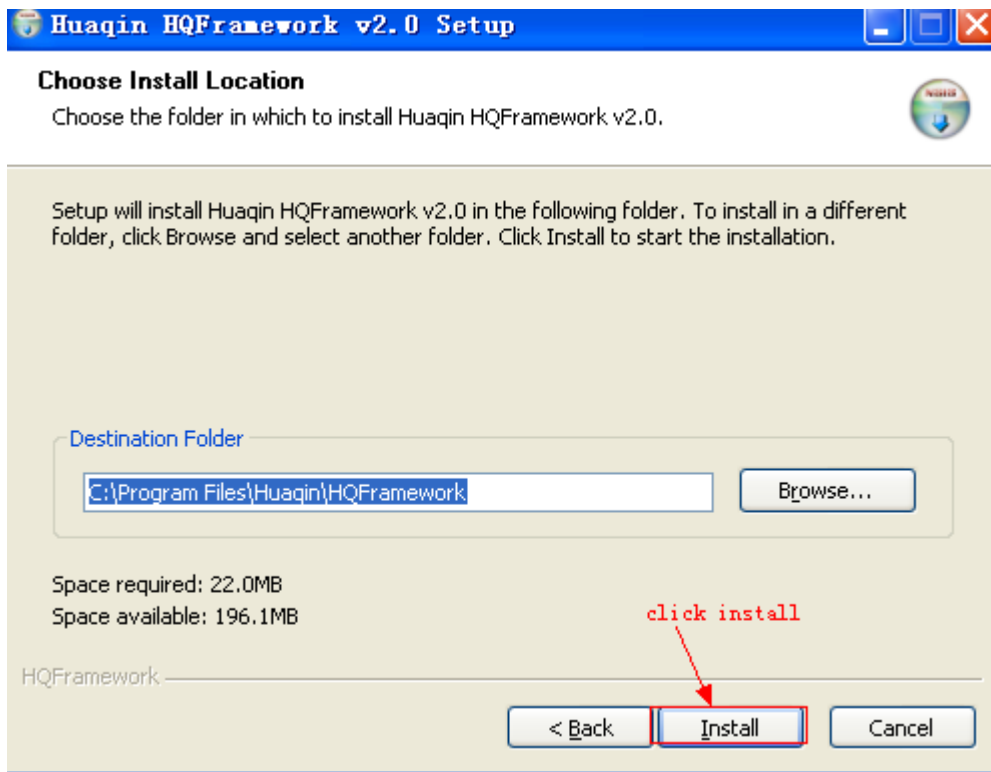 Huaqin HQFramework v2.0 Setup
Choose Install Location
Choose the folder in which to install Huaqin HQFramework v2.0.
NSIS
Setup will install Huaqin HQFramework v2.0 in the following folder. To install in a different
folder, click Browse and select another folder. Click Install to start the installation.
Destination Folder
C:\Program Files\Huaqin\HQFramework
Browse...
Space required: 22.0MB
Space available: 196.1MB
click install
HQFramework
< Back
Install
Cancel